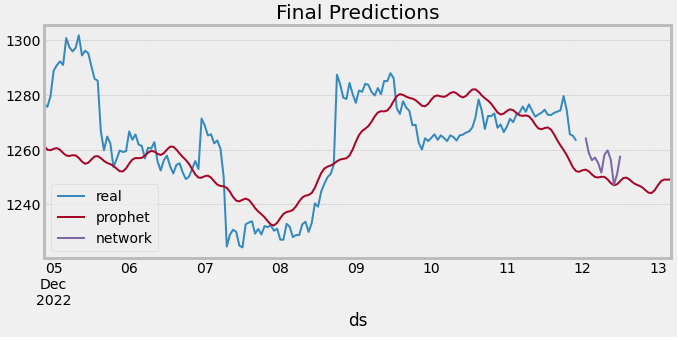 Final Predictions
1300
1280
1260
1240
real
prophet
network
05 06 07 08 09 10 11 12 13
Dec
2022
ds